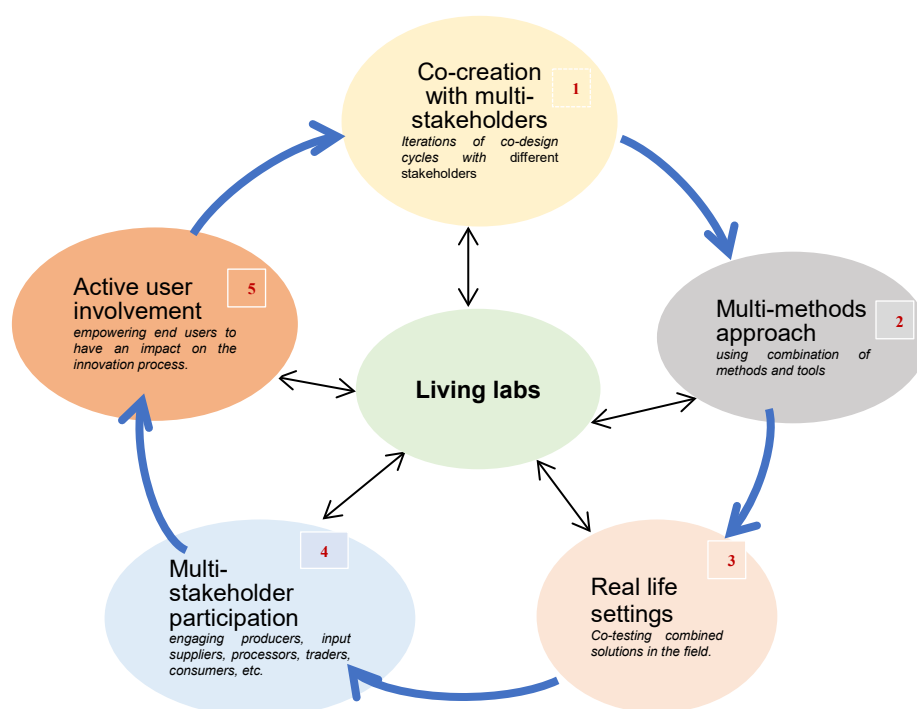 Co-creation
with multi-
stakeholders
1
Iterations of co-design
cycles with different
stakeholders
Multi-methods
approach
2
using combination of
methods and tools
Real life
settings
3
Co-testing combined
solutions in the field.
Multi-
stakeholder
participation
4
engaging producers, input
suppliers, processors, traders,
consumers, etc.
Active user
involvement
5
empowering end users to
have an impact on the
innovation process.
Living labs